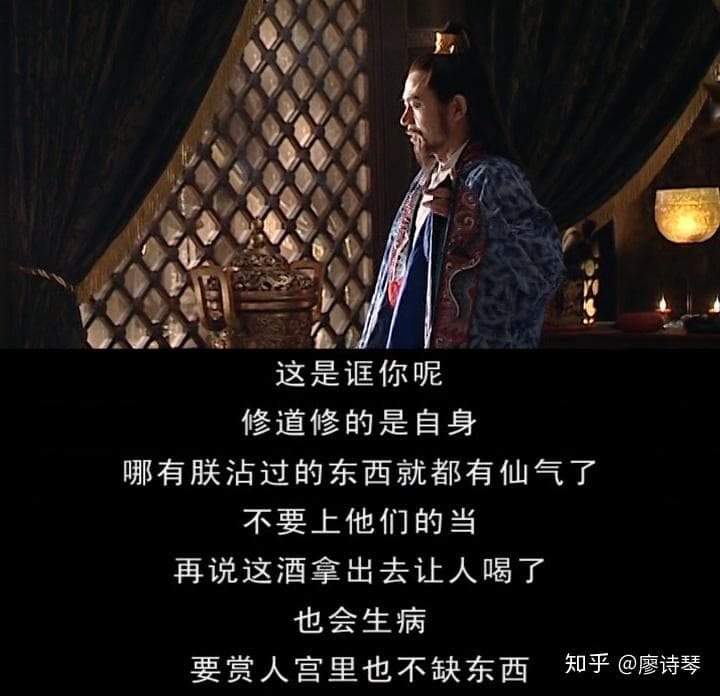 这是诓你呢
修道修的是自身
哪有朕沾过的东西就都有仙气了
不要上他们的当
再说这酒拿出去让人喝了
也会生病
要赏人宫里也不缺东西
知乎 @廖诗琴